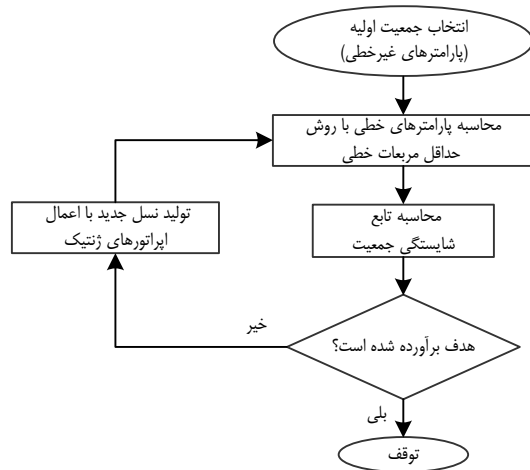 انتخاب جمعیت اولیه
(پارامترهای غیرخطی)
محاسبه پارامترهای خطی با روش
حداقل مربعات خطی
تولید نسل جدید با اعمال
اپراتورهای ژنتیک
محاسبه تابع
شایستگی جمعیت
خیر
هدف برآورده شده است؟
بلی
توقف